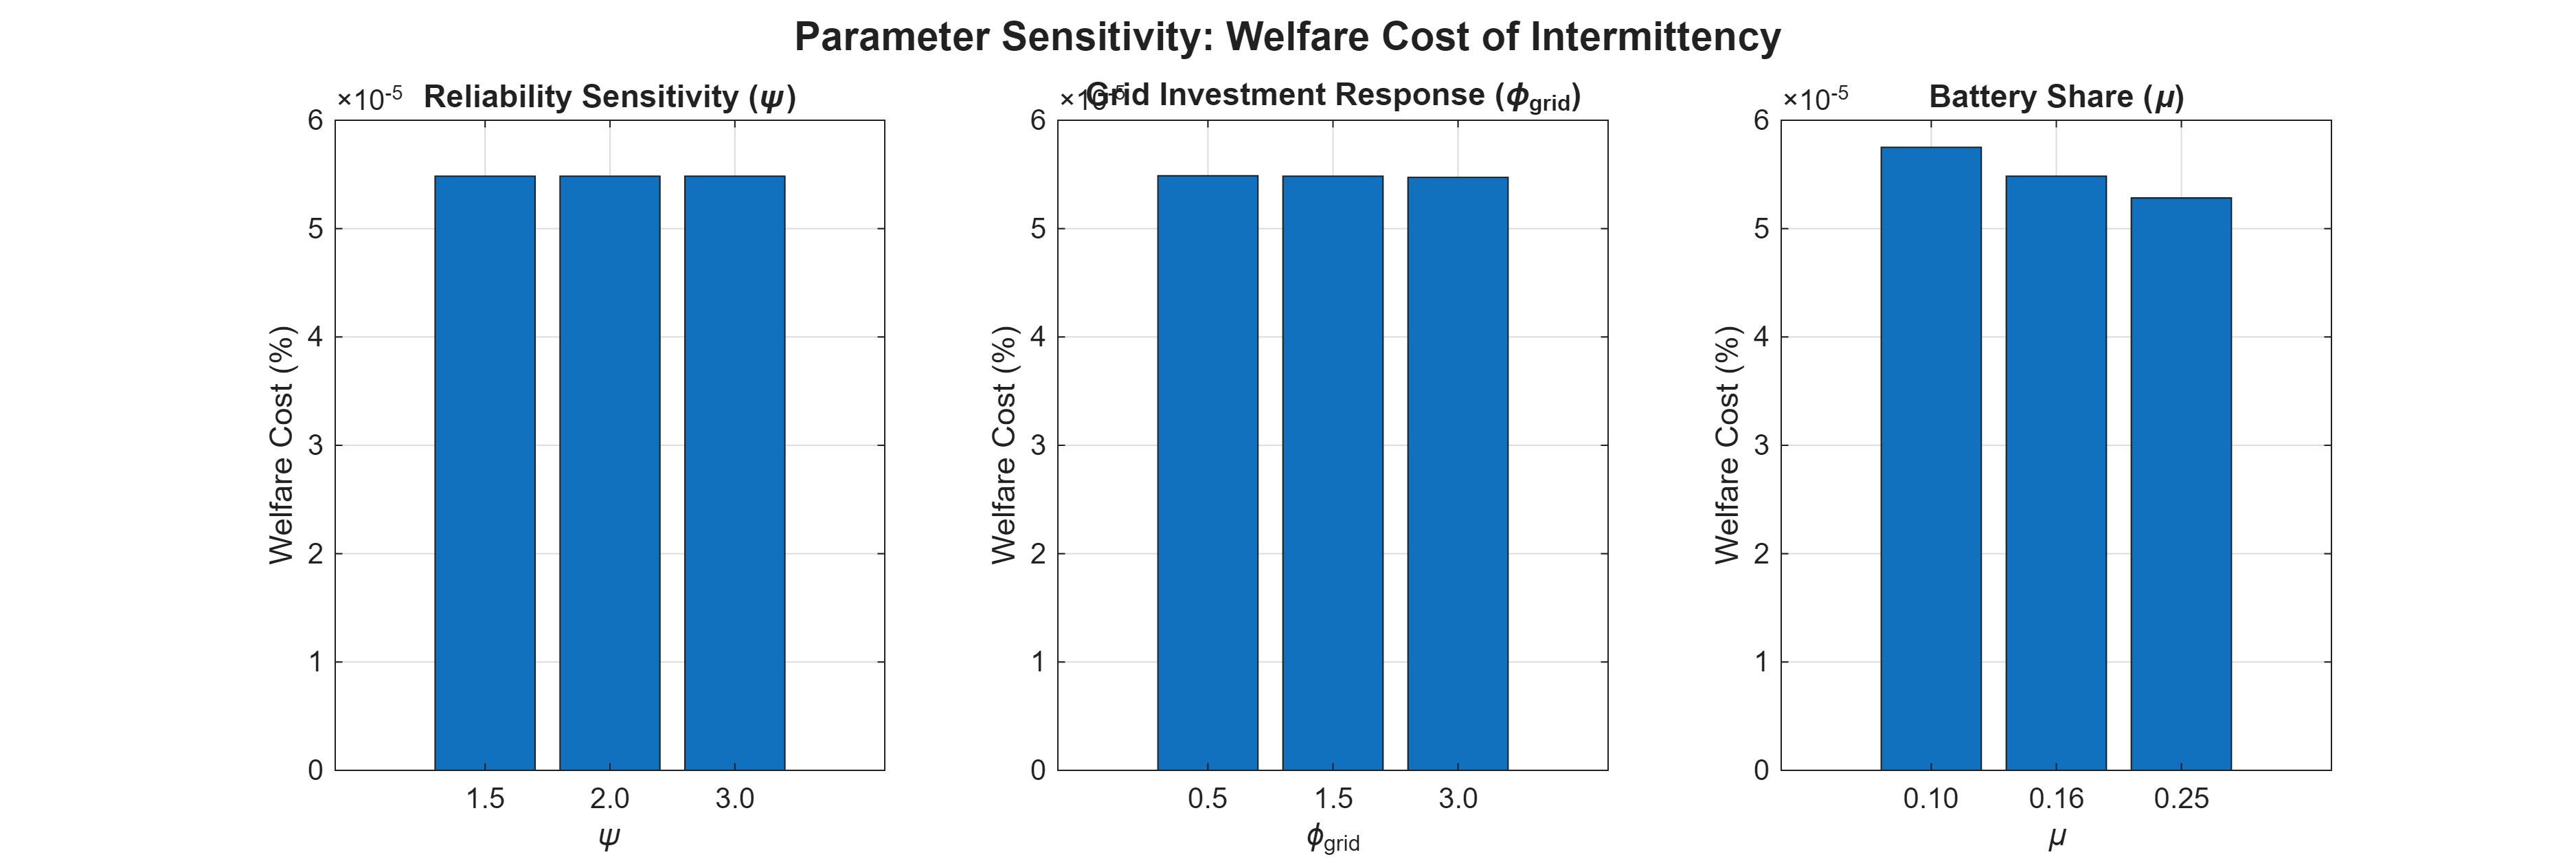 Parameter Sensitivity: Welfare Cost of Intermittency
×10-5 Reliability Sensitivity (ψ)
Welfare Cost (%)
6
5
4
3
2
1
0
1.5 2.0 3.0
ψ
×10-5 Grid Investment Response (ϕgrid)
Welfare Cost (%)
6
5
4
3
2
1
0
0.5 1.5 3.0
ϕgrid
×10-5 Battery Share (μ)
Welfare Cost (%)
6
5
4
3
2
1
0
0.10 0.16 0.25
μ